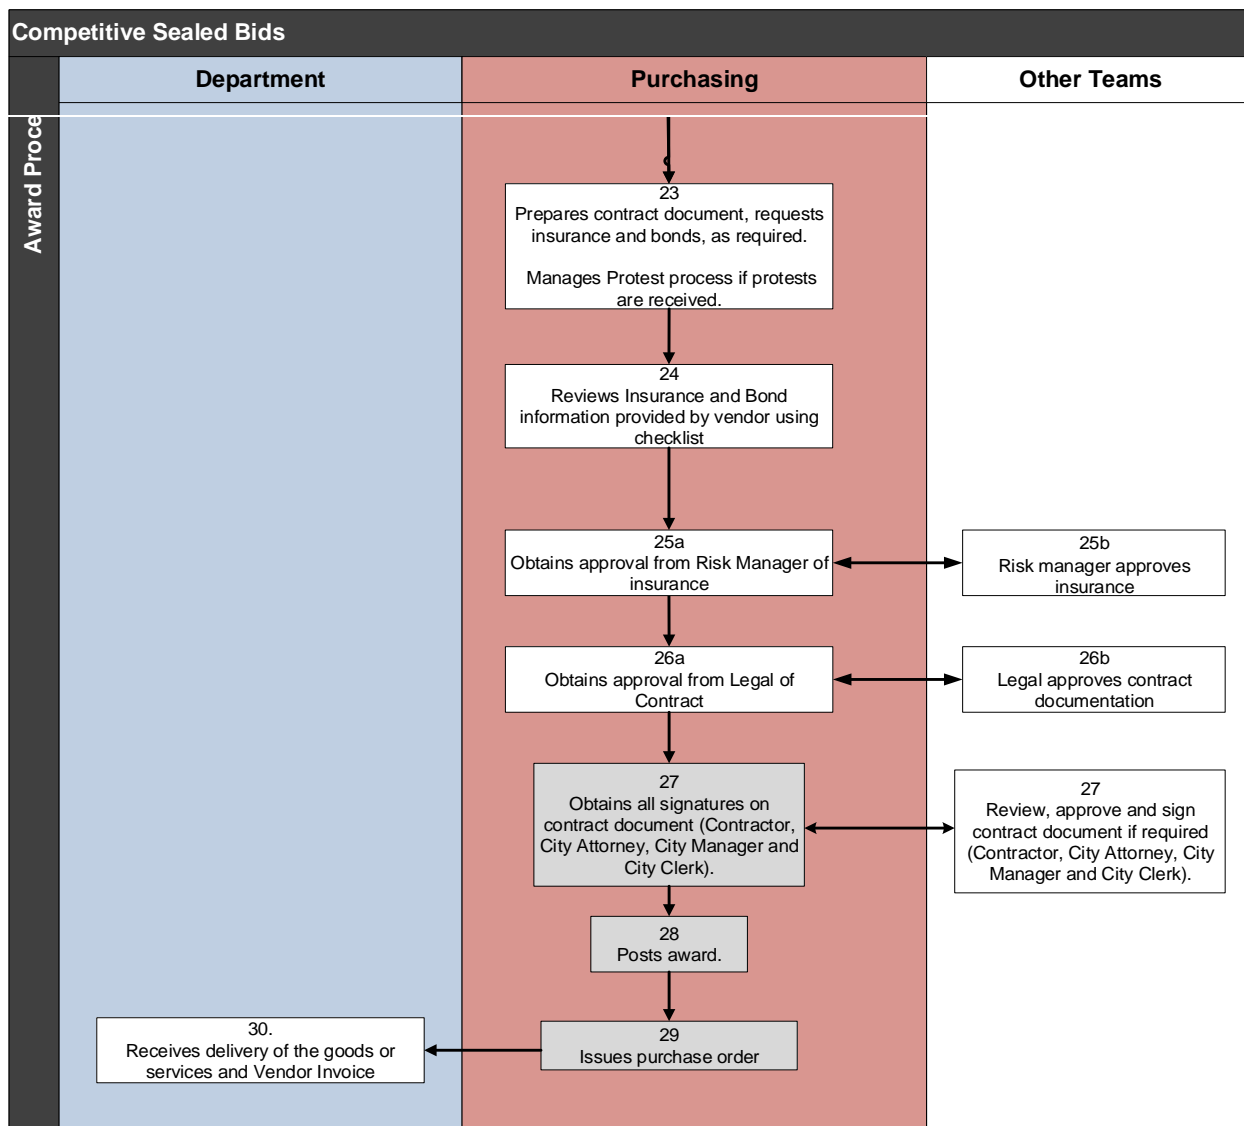 Competitive Sealed Bids
Department
Purchasing
Other Teams
Award Proce
23
Prepares contract document, requests
insurance and bonds, as required.
Manages Protest process if protests
are received.
24
Reviews Insurance and Bond
information provided by vendor using
checklist
25a
Obtains approval from Risk Manager of
insurance
25b
Risk manager approves
insurance
26a
Obtains approval from Legal of
Contract
26b
Legal approves contract
documentation
27
Obtains all signatures on
contract document (Contractor,
City Attorney, City Manager and
City Clerk).
27
Review, approve and sign
contract document if required
(Contractor, City Attorney, City
Manager and City Clerk).
28
Posts award.
29
Issues purchase order
30.
Receives delivery of the goods or
services and Vendor Invoice